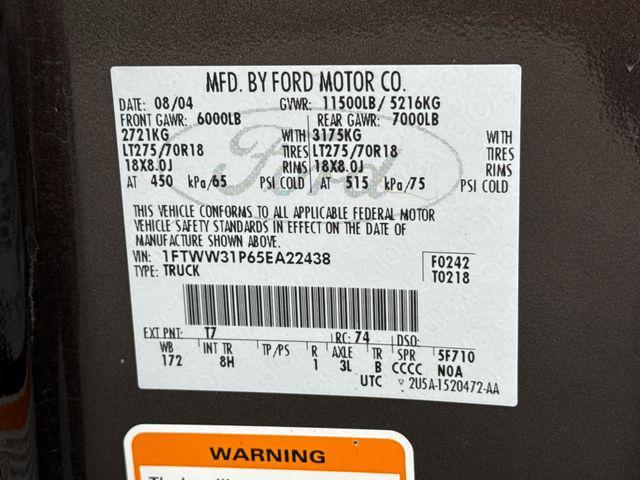 MFD. BY FORD MOTOR CO.
DATE: 08/04 GVWR: 11500LB/ 5216KG
FRONT GAWR: 6000LB REAR GAWR: 7000LB
2721KG WITH 3175KG WITH
LT275/70R18 TIRES LT275/70R18 TIRES
18X8.0J RIMS 18X8.0J RIMS
AT 450 kPa/65 PSI COLD AT 515 kPa/75 PSI COLD
THIS VEHICLE CONFORMS TO ALL APPLICABLE FEDERAL MOTOR
VEHICLE SAFETY STANDARDS IN EFFECT ON THE DATE OF
MANUFACTURE SHOWN ABOVE.
VIN: 1FTWW31P65EA22438 F0242
TYPE: TRUCK T0218
EXT PNT: T7 RC: 74 DSO:
WB INT TR TP/PS R AXLE TR SPR 5F710
172 8H 1 3L B CCCC N0A
UTC ▽ 2U5A-1520472-AA
Ford
WARNING